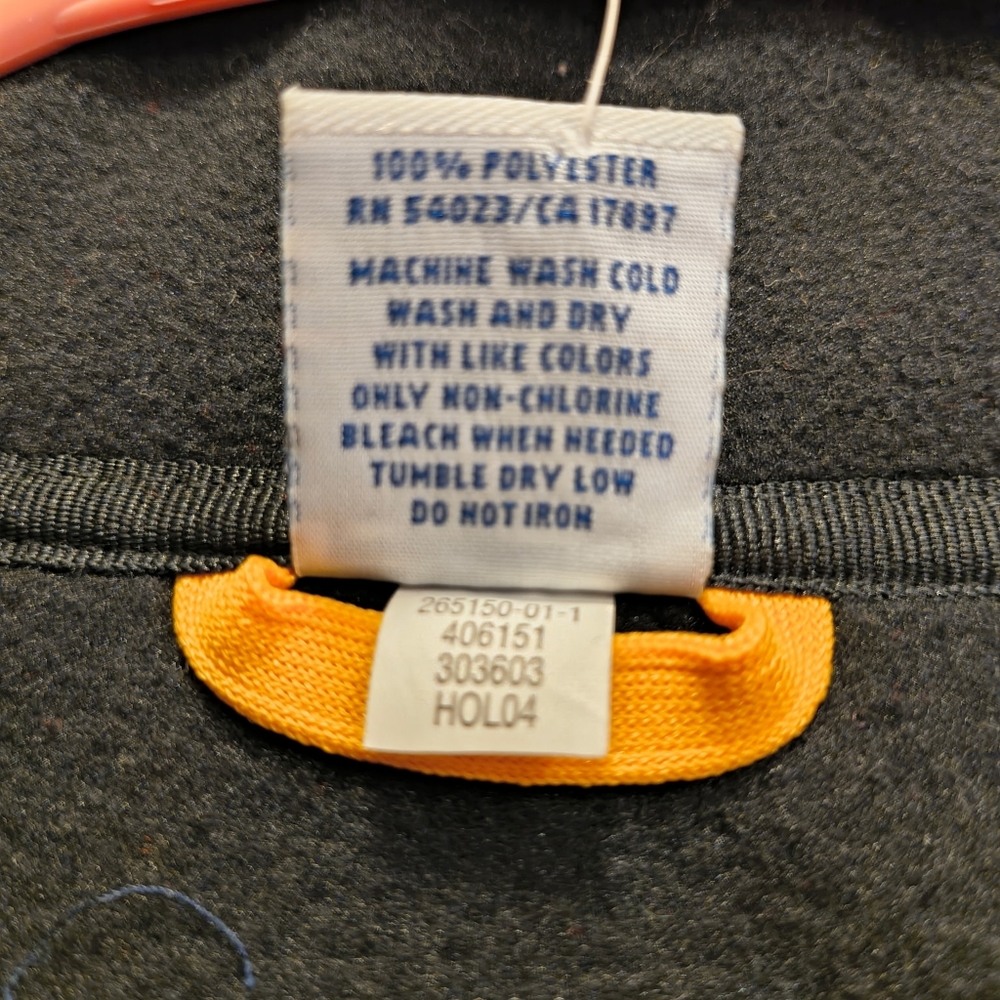 100% POLYESTER
RN 54023/CA 17897
MACHINE WASH COLD
WASH AND DRY
WITH LIKE COLORS
ONLY NON-CHLORINE
BLEACH WHEN NEEDED
TUMBLE DRY LOW
DO NOT IRON
265150-01-1
406151
303603
HOL04